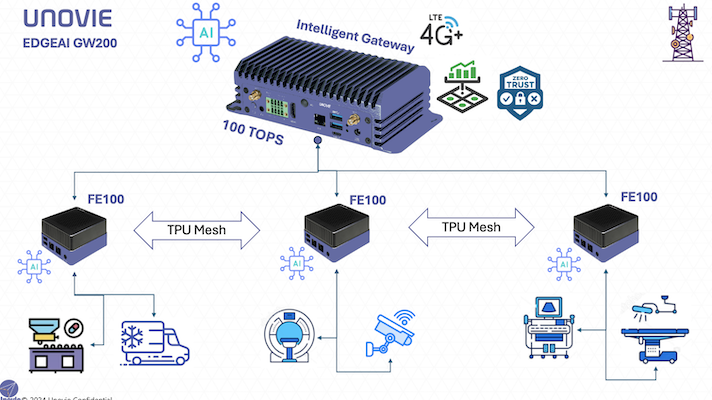 UNOVIE
EDGEAI GW200
AI
Intelligent Gateway
LTE
4G+
ZERO
TRUST
100 TOPS
FE100
FE100
FE100
TPU Mesh
TPU Mesh
AI
AI
AI
© 2024 Unovie Confidential